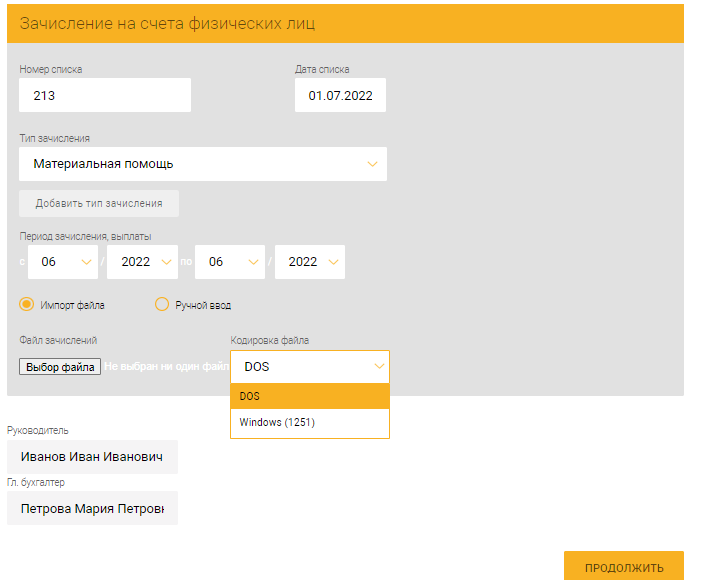 Зачисление на счета физических лиц
Номер списка Дата списка
213 01.07.2022
Тип зачисления
Материальная помощь
Добавить тип зачисления
Период зачисления, выплаты
с 06 / 2022 по 06 / 2022
Импорт файла Ручной ввод
Файл зачислений Кодировка файла
Выбор файла Не выбран ни один файл DOS
DOS
Windows (1251)
Руководитель
Иванов Иван Иванович
Гл. бухгалтер
Петрова Мария Петров
ПРОДОЛЖИТЬ